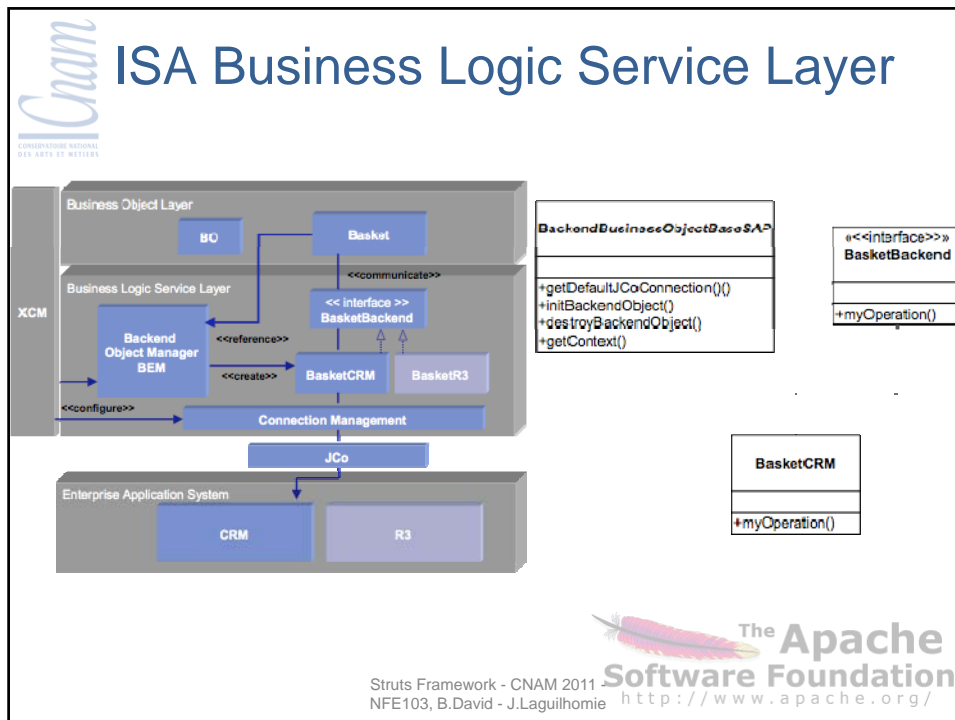 Cnam
CONSERVATOIRE NATIONAL
DES ARTS ET METIERS
ISA Business Logic Service Layer
XCM
Business Object Layer
BO
Basket
<<communicate>>
Business Logic Service Layer
<< interface >>
BasketBackend
Backend
Object Manager
BEM
<<reference>>
<<create>>
BasketCRM
BasketR3
<<configure>>
Connection Management
JCo
Enterprise Application System
CRM
R3
BackendBusinessObjectBaseSAP
+getDefaultJCoConnection()()
+initBackendObject()
+destroyBackendObject()
+getContext()
«<<interface>>»
BasketBackend
+myOperation()
BasketCRM
+myOperation()
The Apache
Software Foundation
http://www.apache.org/
Struts Framework - CNAM 2011 -
NFE103, B.David - J.Laguilhomie